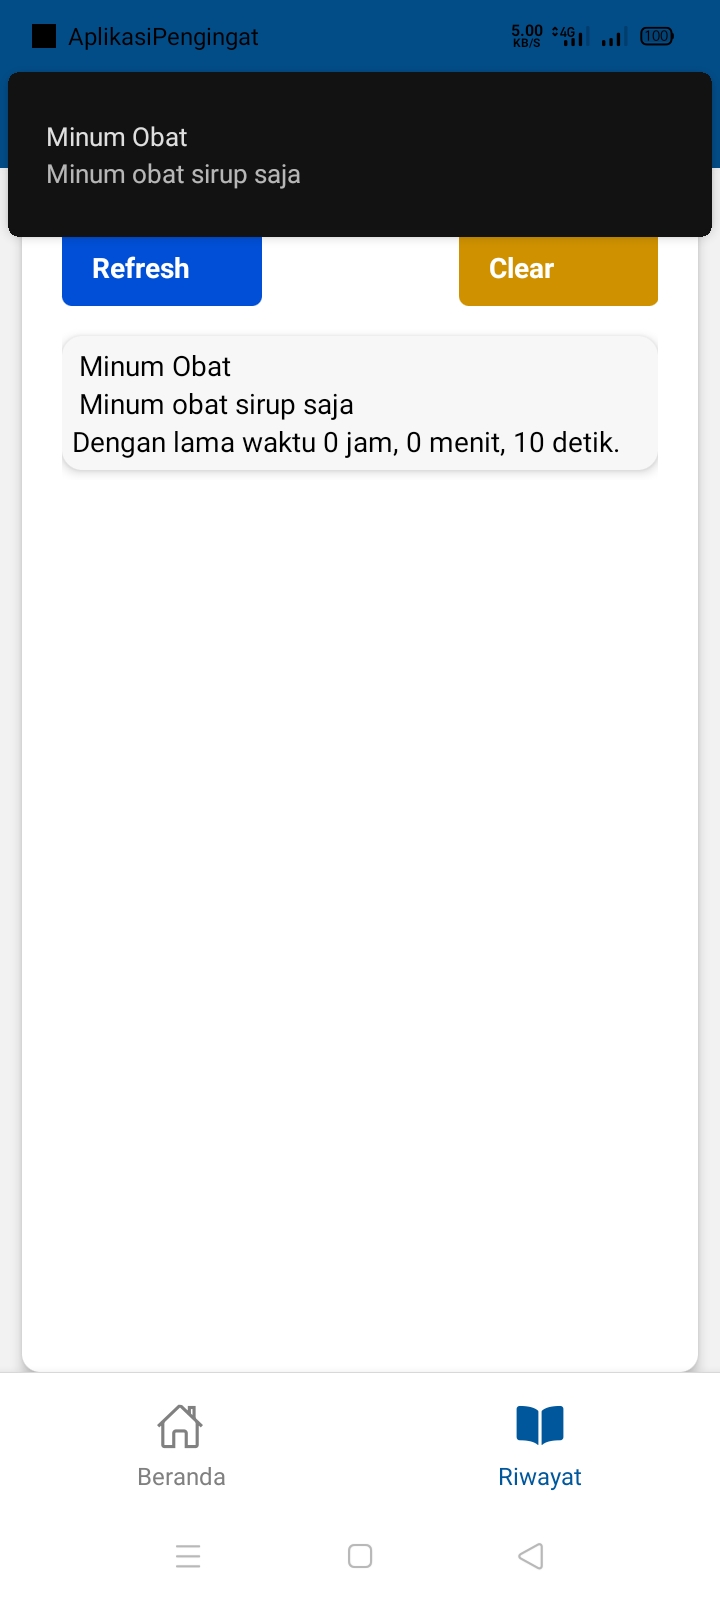 AplikasiPengingat
5.00 KB/S 4G 100
Minum Obat
Minum obat sirup saja
Refresh
Clear
Minum Obat
Minum obat sirup saja
Dengan lama waktu 0 jam, 0 menit, 10 detik.
Beranda
Riwayat